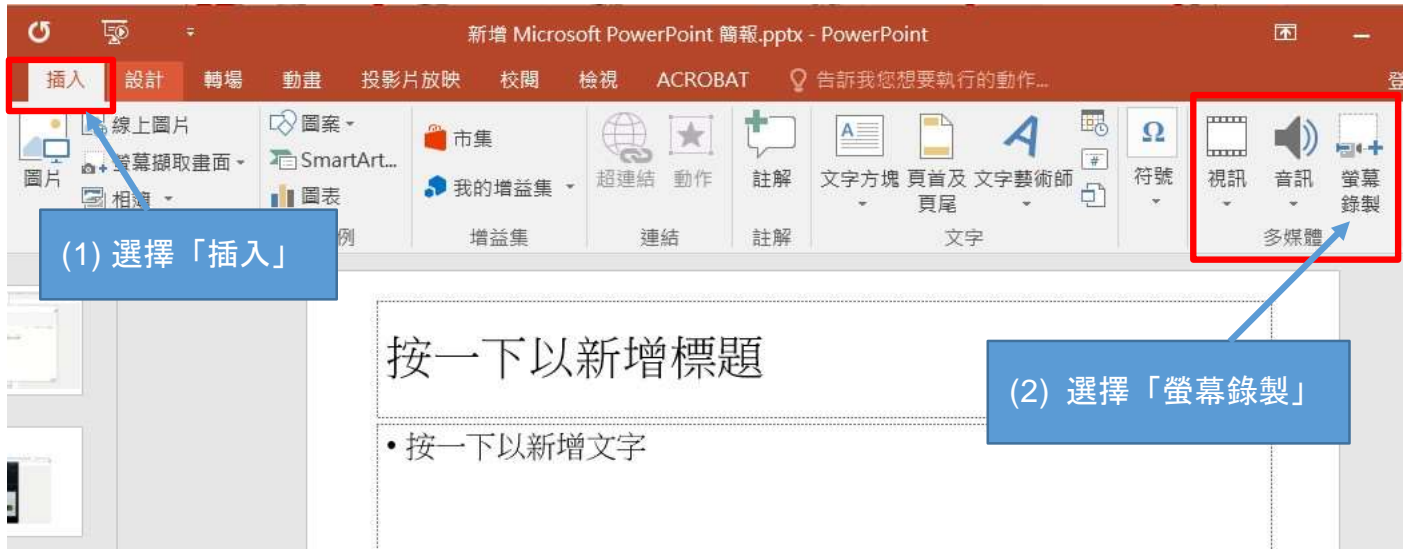 新增 Microsoft PowerPoint 簡報.pptx - PowerPoint
插入 設計 轉場 動畫 投影片放映 校閱 檢視 ACROBAT 告訴我您想要執行的動作... 登
圖片
線上圖片
螢幕擷取畫面
相
圖案
SmartArt...
圖表
例
市集
我的增益集
增益集
超連結 動作
連結
註解
註解
文字方塊 頁首及 文字藝術師
頁尾
#
文字
Ω
符號
視訊 音訊 螢幕
錄製
多媒體
(1) 選擇「插入」
按一下以新增標題
(2) 選擇「螢幕錄製」
• 按一下以新增文字